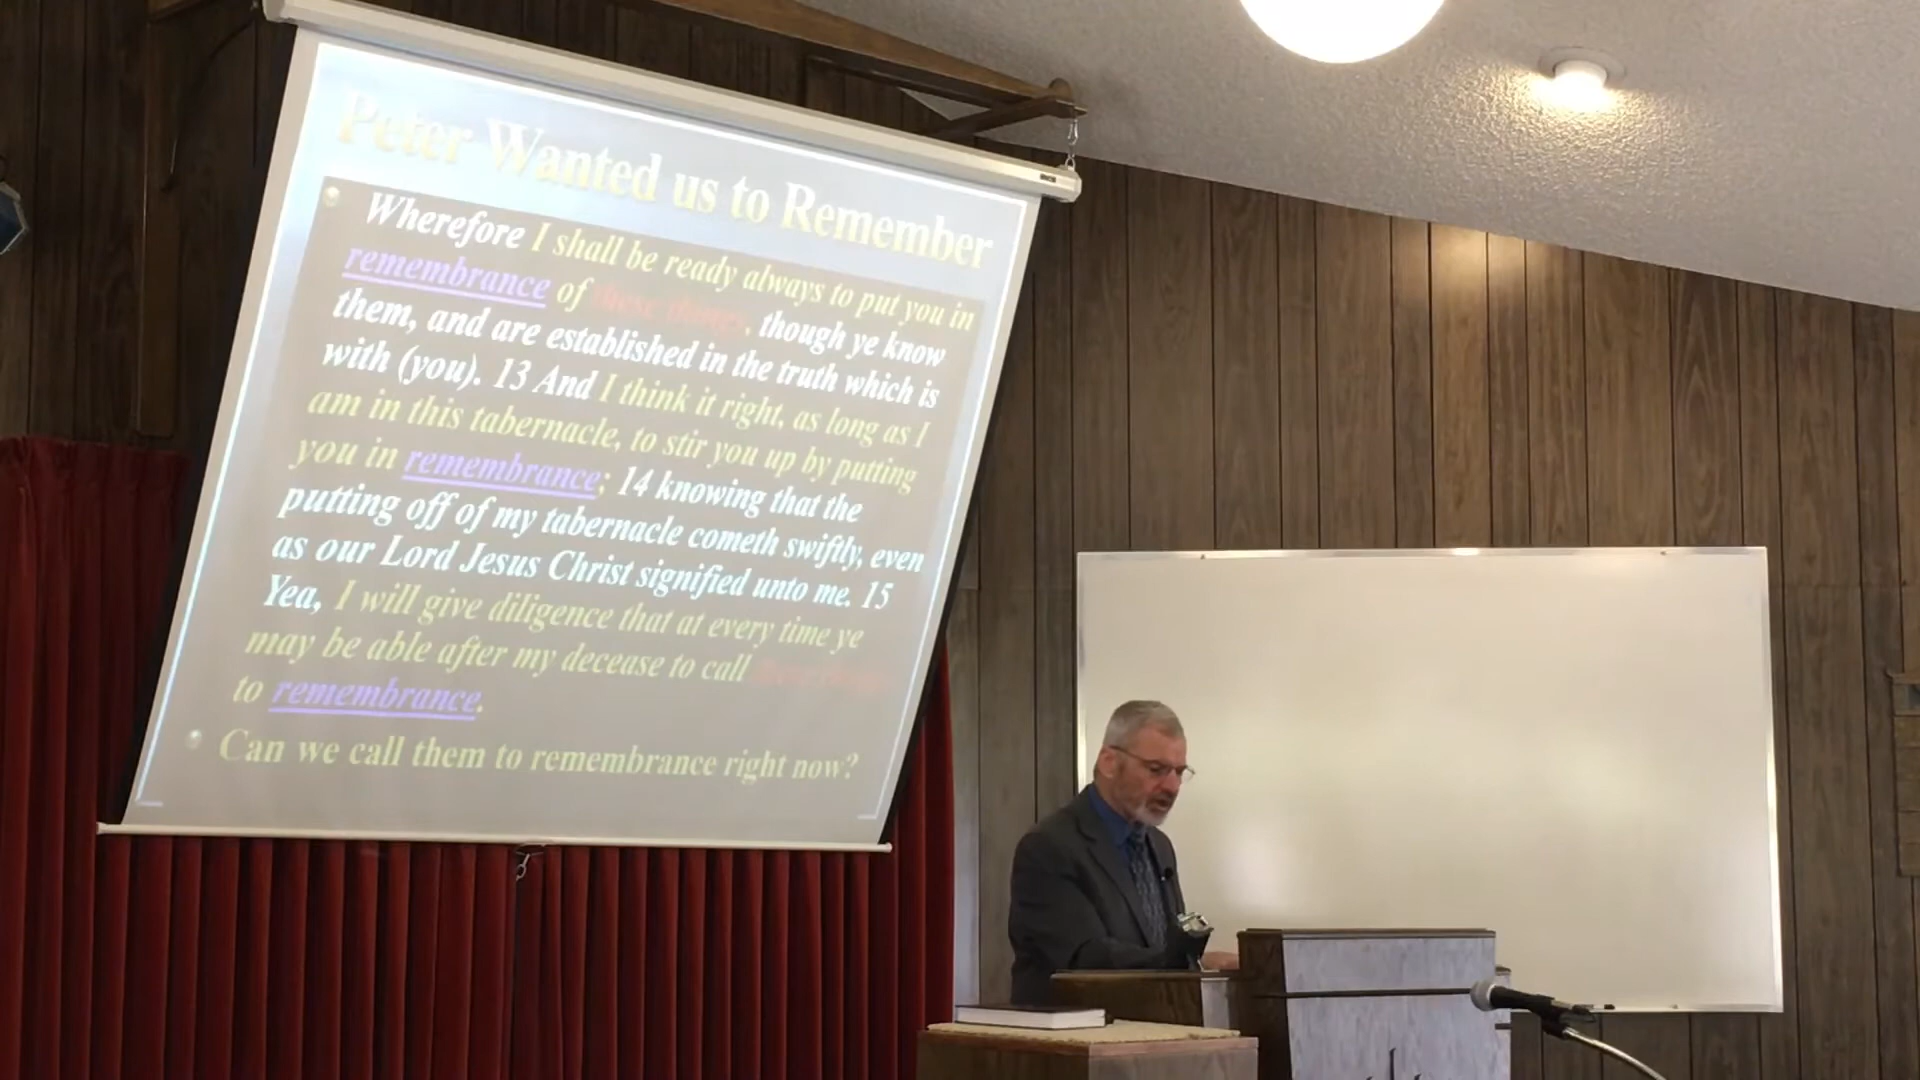 Peter Wanted us to Remember
Wherefore I shall be ready always to put you in
remembrance of these things, though ye know
them, and are established in the truth which is
with (you). 13 And I think it right, as long as I
am in this tabernacle, to stir you up by putting
you in remembrance; 14 knowing that the
putting off of my tabernacle cometh swiftly, even
as our Lord Jesus Christ signified unto me. 15
Yea, I will give diligence that at every time ye
may be able after my decease to call
to remembrance.
Can we call them to remembrance right now?